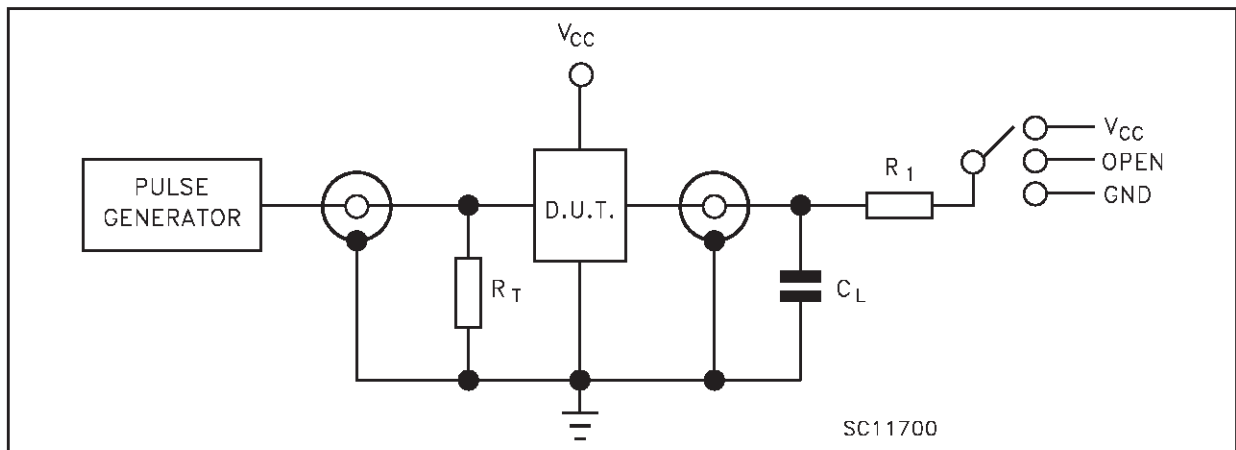 VCC
VCC
PULSE
GENERATOR
D.U.T.
R1
OPEN
GND
RT
CL
SC11700